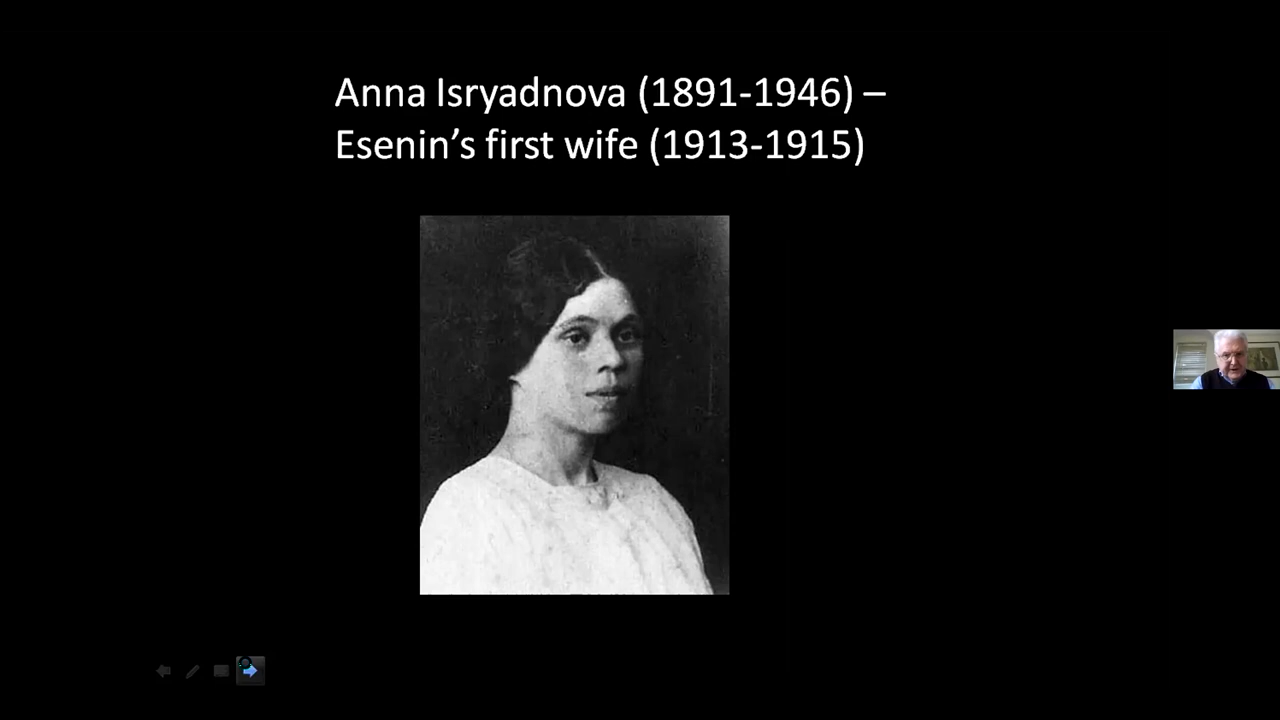 Anna Isryadnova (1891-1946) –
Esenin’s first wife (1913-1915)